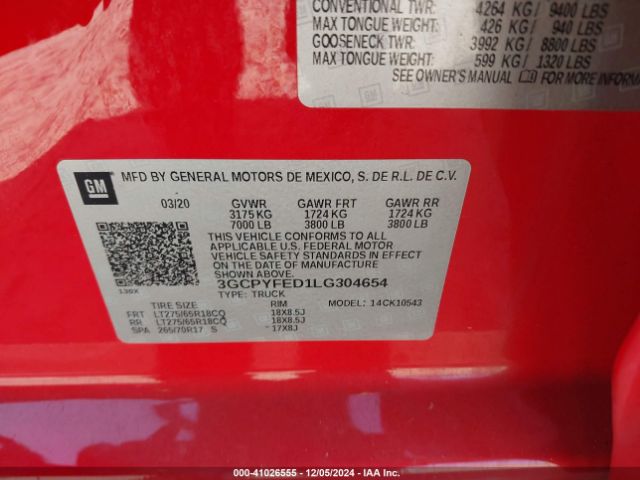 CONVENTIONAL TWR: 4264 KG/ 9400 LBS
MAX TONGUE WEIGHT: 426 KG/ 940 LBS
GOOSENECK TWR: 3992 KG/ 8800 LBS
MAX TONGUE WEIGHT: 599 KG/ 1320 LBS
SEE OWNER'S MANUAL FOR MORE INFORMATION
GM
MFD BY GENERAL MOTORS DE MEXICO, S. DE R.L. DE C.V.
03/20 GVWR GAWR FRT GAWR RR
3175 KG 1724 KG 1724 KG
7000 LB 3800 LB 3800 LB
THIS VEHICLE CONFORMS TO ALL
APPLICABLE U.S. FEDERAL MOTOR
VEHICLE SAFETY STANDARDS IN EFFECT
ON THE DATE OF MANUFACTURE
3GCPYFED1LG304654
TYPE: TRUCK
MODEL: 14CK10543
TIRE SIZE RIM
FRT LT275/65R18CQ 18X8.5J
RR LT275/65R18CQ 18X8.5J
SPA 265/70R17 S 17X8J
000-41026555 - 12/05/2024 - IAAI.COM